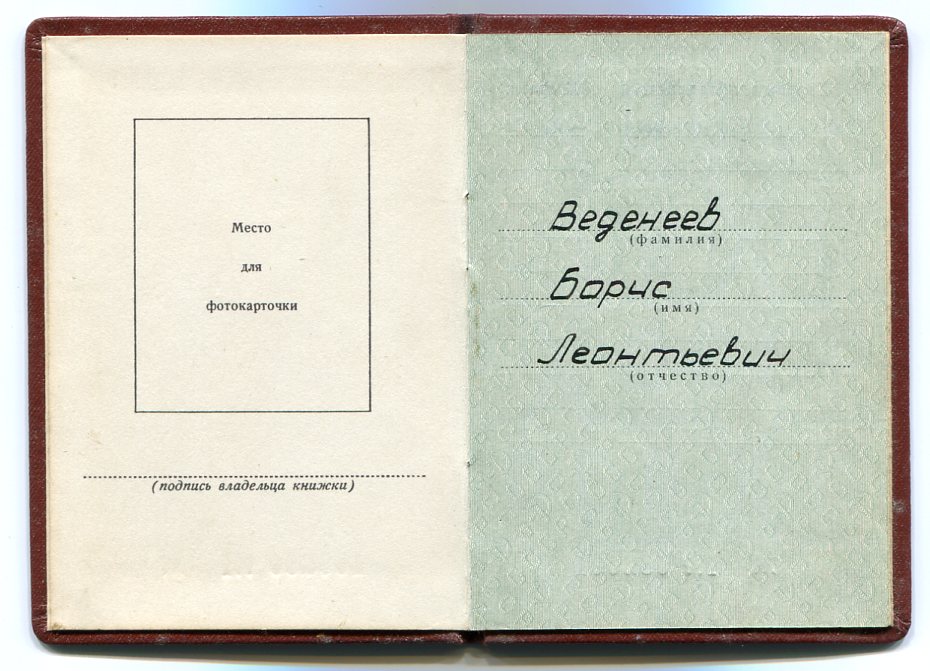 Место
для
фотокарточки
(подпись владельца книжки)
Веденеев
(фамилия)
Борис
(имя)
Леонтьевич
(отчество)